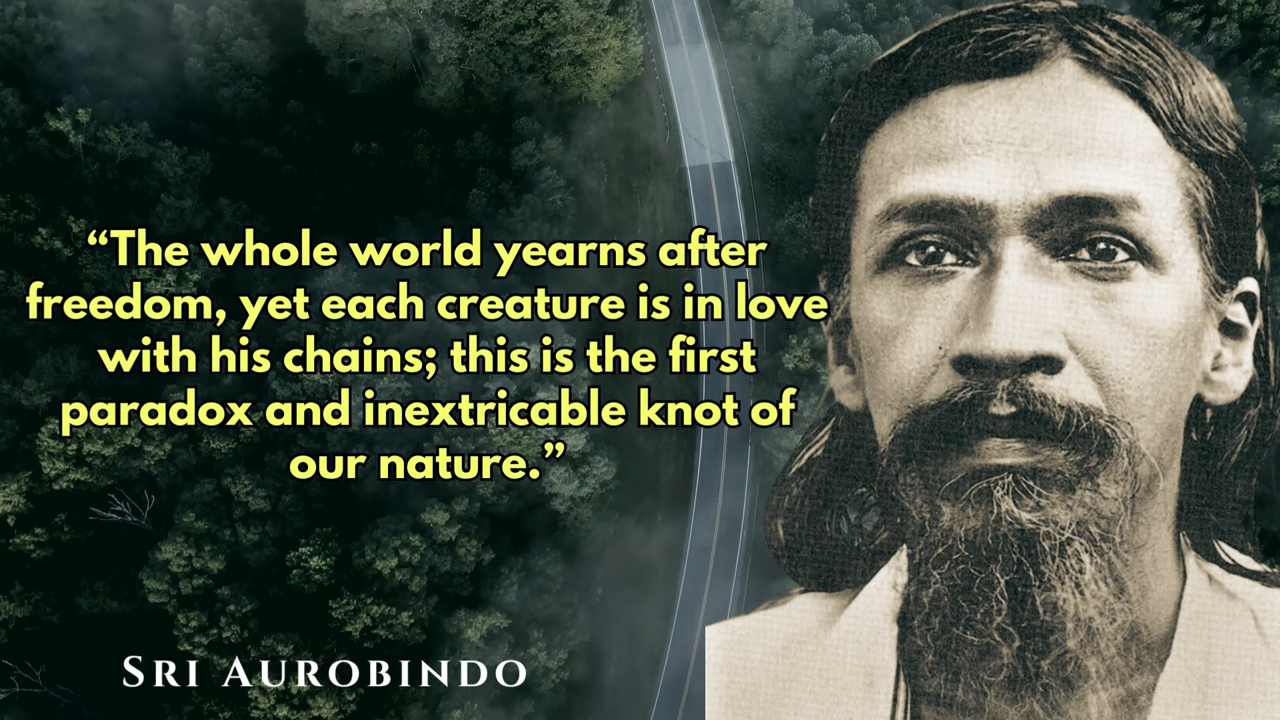 “The whole world yearns after
freedom, yet each creature is in love
with his chains; this is the first
paradox and inextricable knot of
our nature.”
Sri Aurobindo